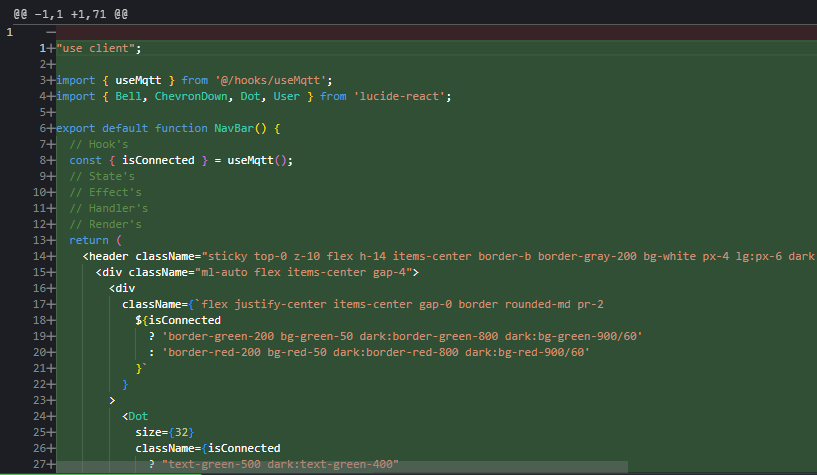 @@ -1,1 +1,71 @@
1 −
1+ "use client";
2+
3+ import { useMqtt } from '@/hooks/useMqtt';
4+ import { Bell, ChevronDown, Dot, User } from 'lucide-react';
5+
6+ export default function NavBar() {
7+   // Hook's
8+   const { isConnected } = useMqtt();
9+   // State's
10+   // Effect's
11+   // Handler's
12+   // Render's
13+   return (
14+     <header className="sticky top-0 z-10 flex h-14 items-center border-b border-gray-200 bg-white px-4 lg:px-6 dark
15+       <div className="ml-auto flex items-center gap-4">
16+         <div
17+           className={`flex justify-center items-center gap-0 border rounded-md pr-2
18+             ${isConnected
19+               ? 'border-green-200 bg-green-50 dark:border-green-800 dark:bg-green-900/60'
20+               : 'border-red-200 bg-red-50 dark:border-red-800 dark:bg-red-900/60'
21+             }`
22+           }
23+         >
24+           <Dot
25+             size={32}
26+             className={isConnected
27+               ? "text-green-500 dark:text-green-400"